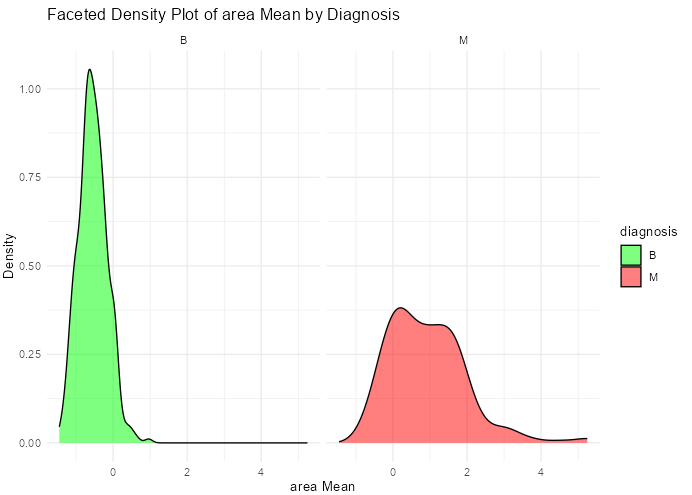 Faceted Density Plot of area Mean by Diagnosis
B
M
1.00
0.75
0.50
0.25
0.00
Density
0
2
4
0
2
4
area Mean
diagnosis
B
M